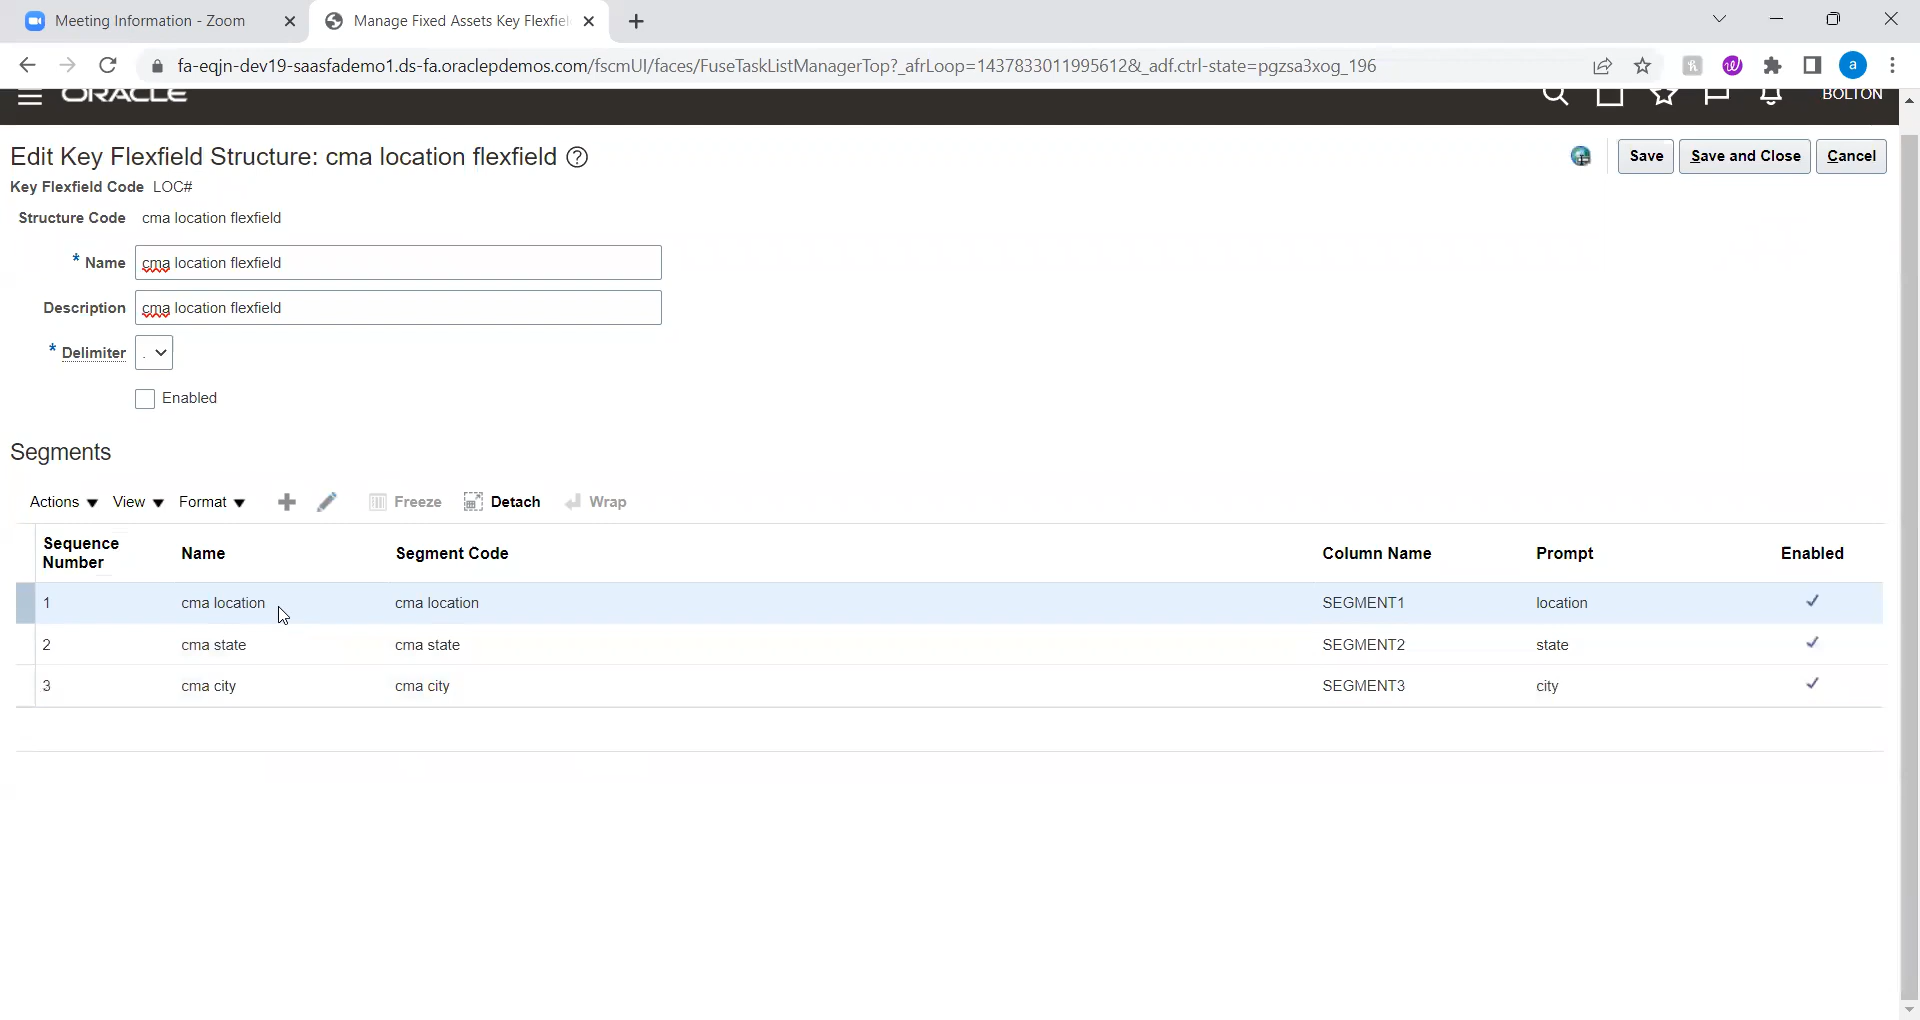 Meeting Information - Zoom
Manage Fixed Assets Key Flexfiel
fa-eqjn-dev19-saasfademo1.ds-fa.oraclepdemos.com/fscmUI/faces/FuseTaskListManagerTop?_afrLoop=14378330119956128&_adf.ctrl-state=pgzsa3xog_196
a
ORACLE
BOLTON
Edit Key Flexfield Structure: cma location flexfield ?
Save Save and Close Cancel
Key Flexfield Code LOC#
Structure Code cma location flexfield
* Name cma location flexfield
Description cma location flexfield
* Delimiter .
Enabled
Segments
Actions View Format Freeze Detach Wrap
Sequence Number Name Segment Code Column Name Prompt Enabled
1 cma location cma location SEGMENT1 location
2 cma state cma state SEGMENT2 state
3 cma city cma city SEGMENT3 city